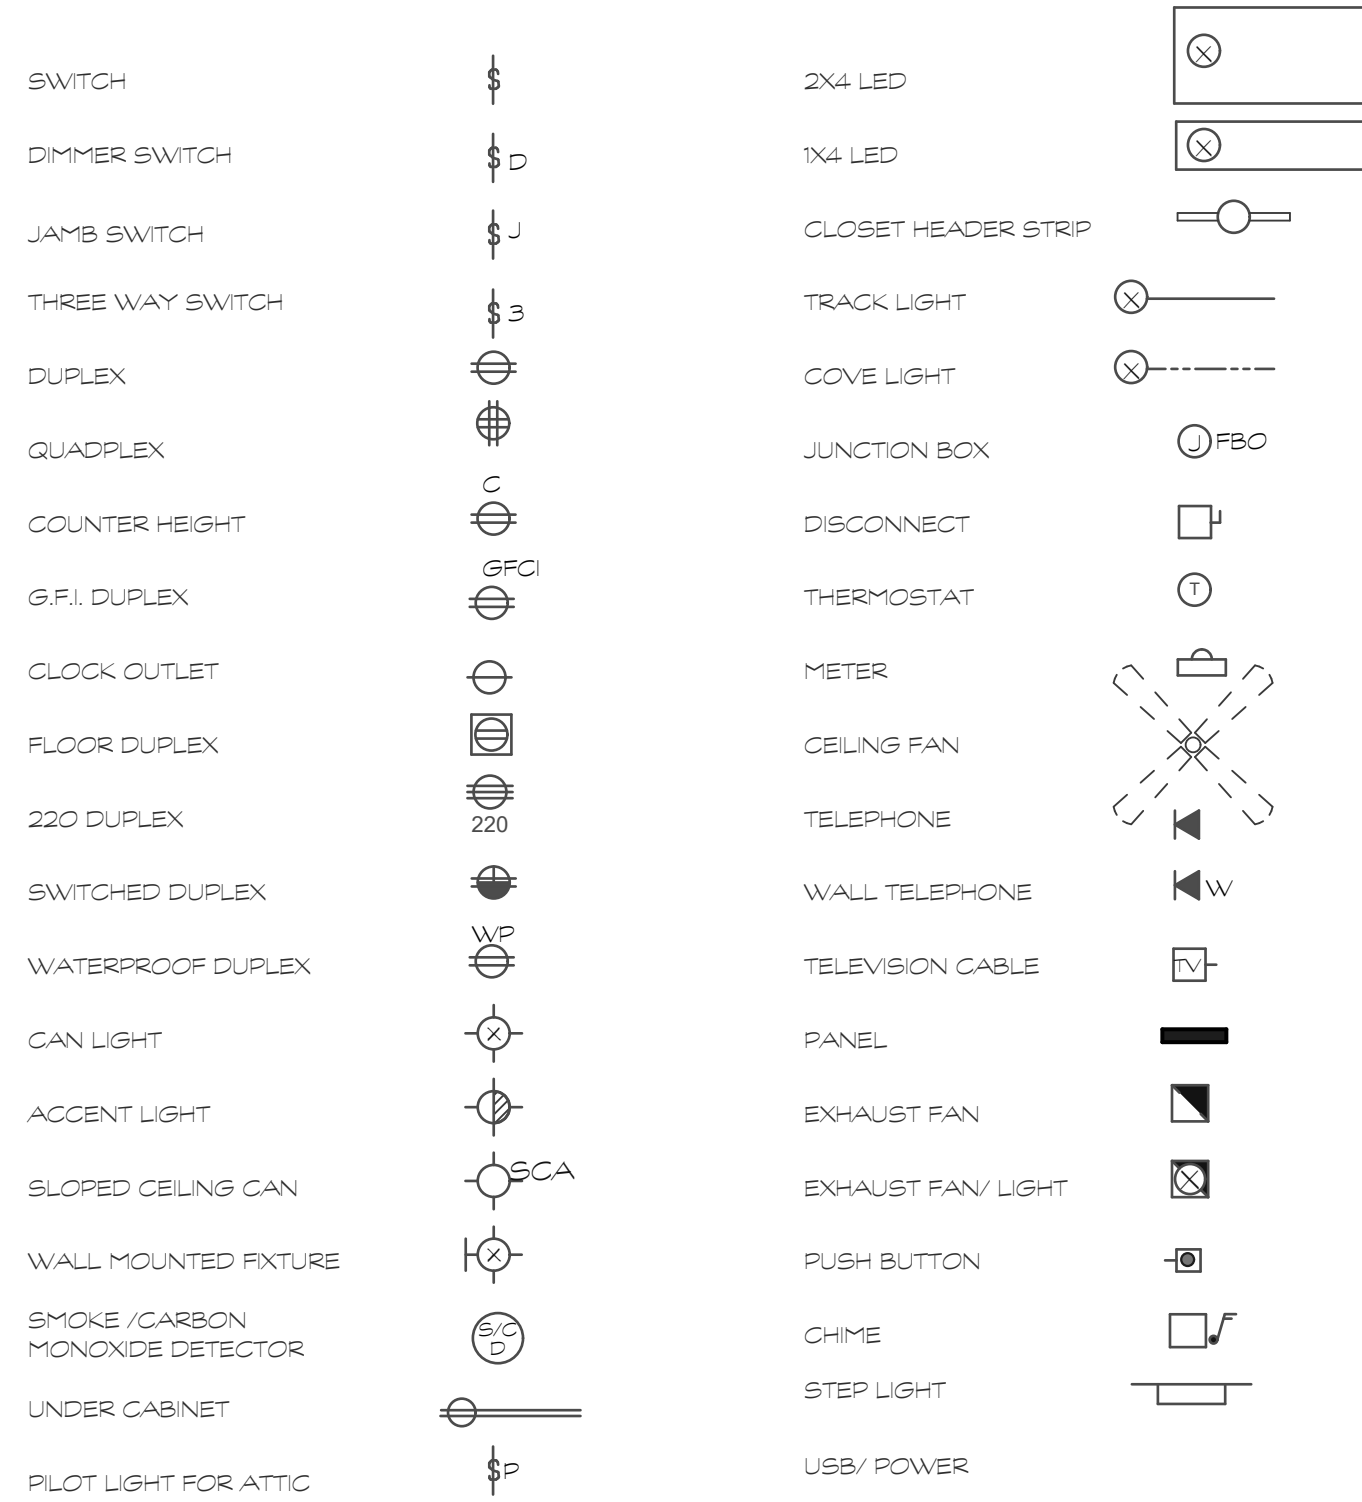 SWITCH
$
DIMMER SWITCH
$ D
JAMB SWITCH
$ J
THREE WAY SWITCH
$ 3
DUPLEX
QUADPLEX
C
COUNTER HEIGHT
GFCI
G.F.I. DUPLEX
CLOCK OUTLET
FLOOR DUPLEX
220 DUPLEX
220
SWITCHED DUPLEX
WP
WATERPROOF DUPLEX
CAN LIGHT
ACCENT LIGHT
SLOPED CEILING CAN
SCA
WALL MOUNTED FIXTURE
SMOKE /CARBON
MONOXIDE DETECTOR
S/C
D
UNDER CABINET
PILOT LIGHT FOR ATTIC
$ P
2X4 LED
1X4 LED
CLOSET HEADER STRIP
TRACK LIGHT
COVE LIGHT
JUNCTION BOX
J FBO
DISCONNECT
THERMOSTAT
T
METER
CEILING FAN
TELEPHONE
WALL TELEPHONE
W
TELEVISION CABLE
TV
PANEL
EXHAUST FAN
EXHAUST FAN/ LIGHT
PUSH BUTTON
CHIME
STEP LIGHT
USB/ POWER